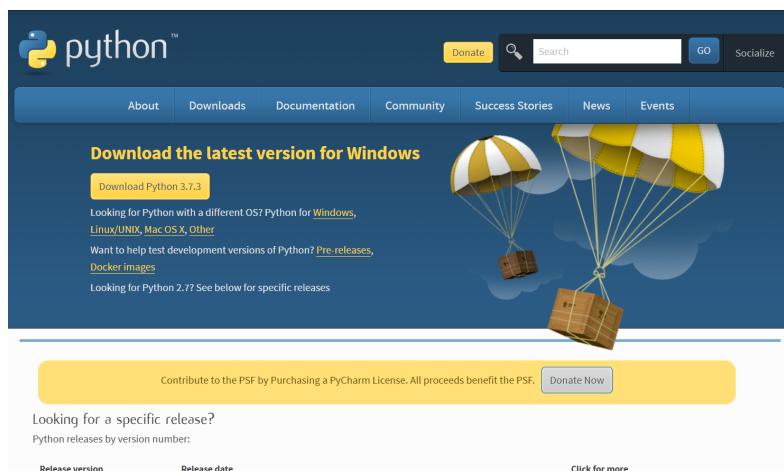 python™
Donate
Search
GO
Socialize
About Downloads Documentation Community Success Stories News Events
Download the latest version for Windows
Download Python 3.7.3
Looking for Python with a different OS? Python for Windows,
Linux/UNIX, Mac OS X, Other
Want to help test development versions of Python? Pre-releases,
Docker images
Looking for Python 2.7? See below for specific releases
Contribute to the PSF by Purchasing a PyCharm License. All proceeds benefit the PSF. Donate Now
Looking for a specific release?
Python releases by version number:
Release version Release date Click for more